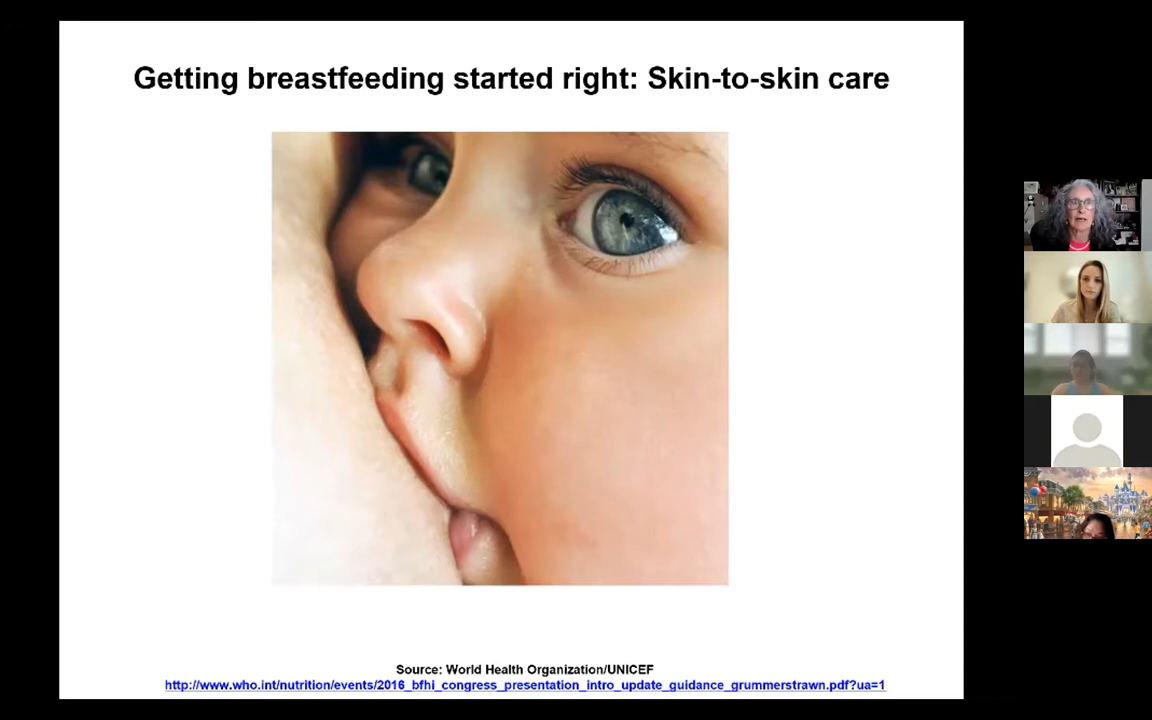 Getting breastfeeding started right: Skin-to-skin care
Source: World Health Organization/UNICEF
http://www.who.int/nutrition/events/2016_bfhi_congress_presentation_intro_update_guidance_grummerstrawn.pdf?ua=1